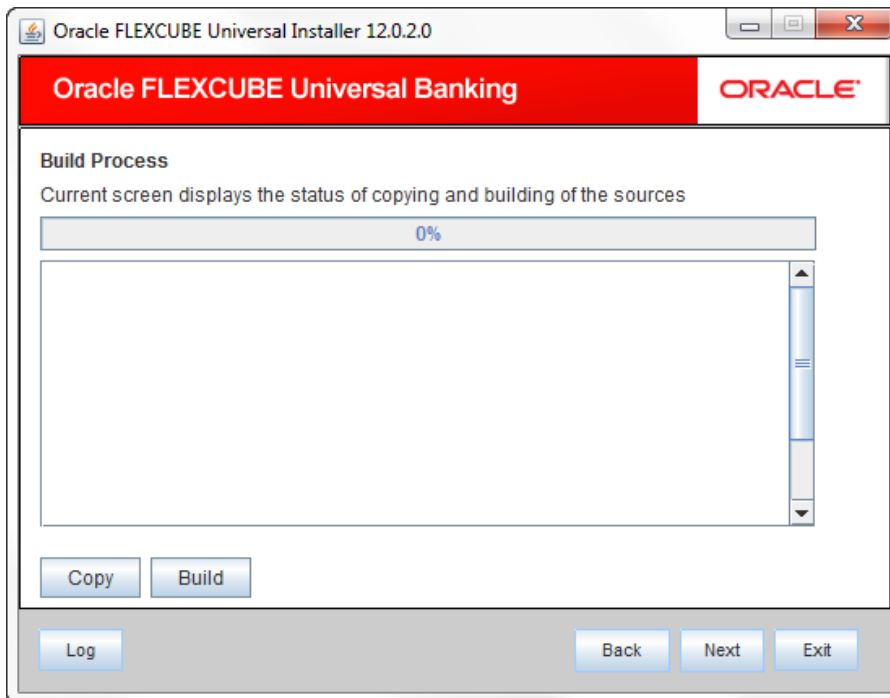 Oracle FLEXCUBE Universal Installer 12.0.2.0
Oracle FLEXCUBE Universal Banking
ORACLE®
Build Process
Current screen displays the status of copying and building of the sources
0%
Copy Build
Log Back Next Exit